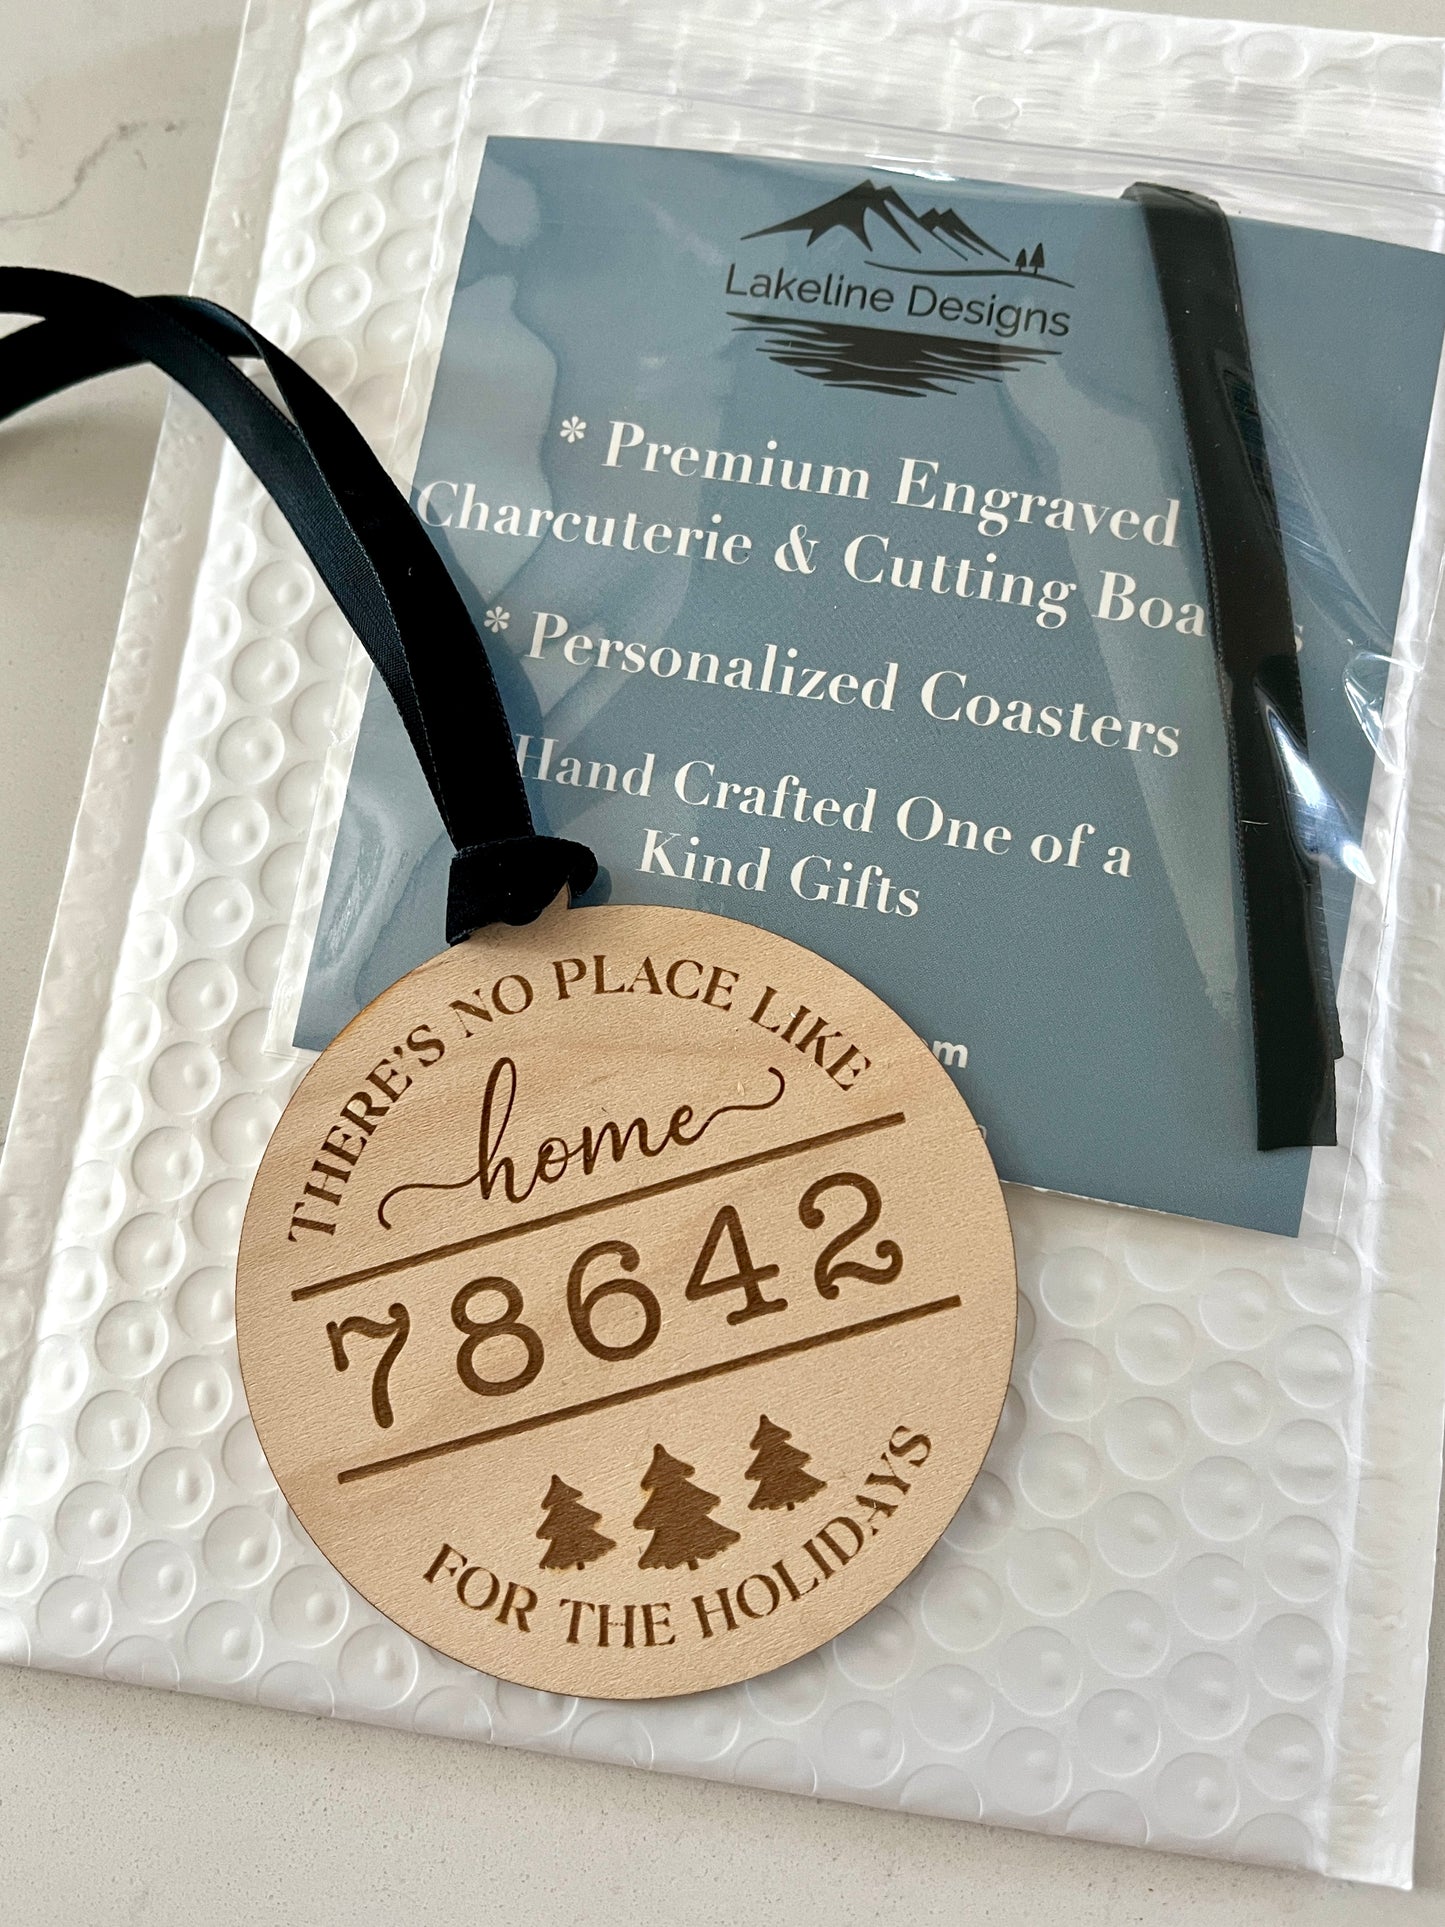 Lakeline Designs
* Premium Engraved
Charcuterie & Cutting
* Personalized Coasters
Hand Crafted One of a
Kind Gifts
THERE'S NO PLACE LIKE
home
78642
FOR THE HOLIDAYS